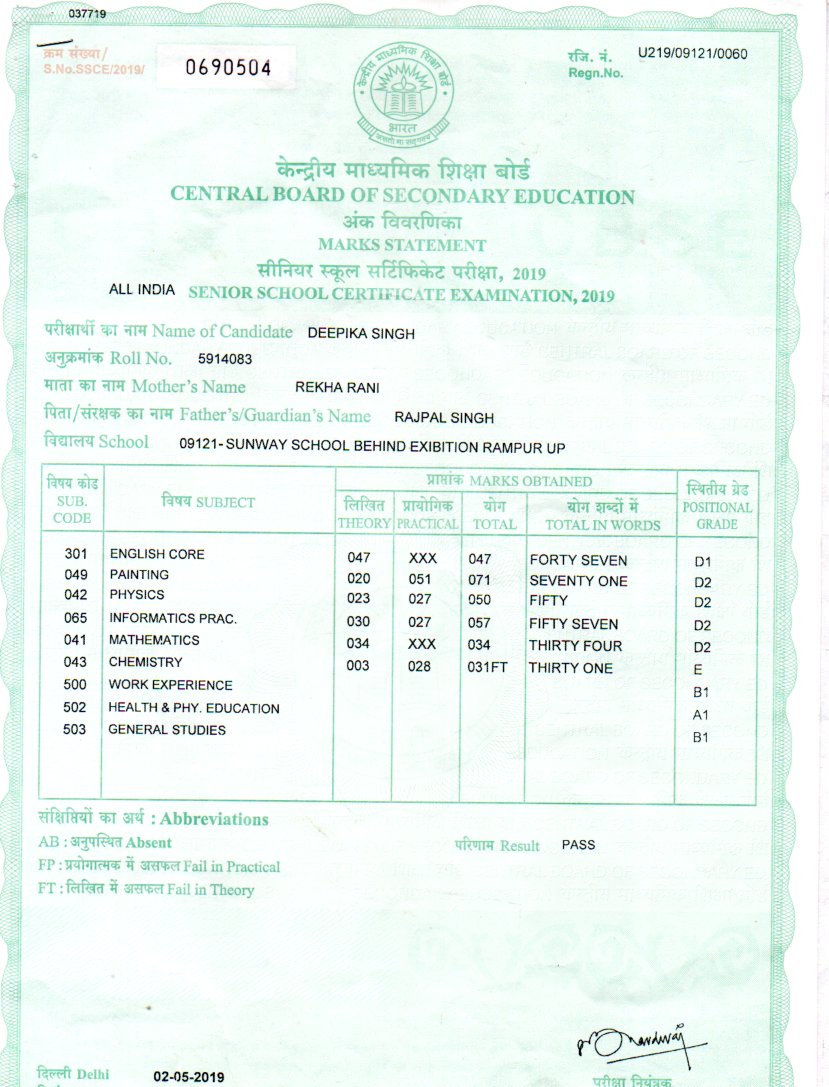 037719
क्रम संख्या/
S.No.SSCE/2019/ 0690504
रजि. नं. U219/09121/0060
Regn.No.
केन्द्रीय माध्यमिक शिक्षा बोर्ड
भारत
असतो मा सद्गमय
केन्द्रीय माध्यमिक शिक्षा बोर्ड
CENTRAL BOARD OF SECONDARY EDUCATION
अंक विवरणिका
MARKS STATEMENT
सीनियर स्कूल सर्टिफिकेट परीक्षा, 2019
ALL INDIA SENIOR SCHOOL CERTIFICATE EXAMINATION, 2019
परीक्षार्थी का नाम Name of Candidate DEEPIKA SINGH
अनुक्रमांक Roll No. 5914083
माता का नाम Mother's Name REKHA RANI
पिता/संरक्षक का नाम Father's/Guardian's Name RAJPAL SINGH
विद्यालय School 09121-SUNWAY SCHOOL BEHIND EXIBITION RAMPUR UP
विषय कोड SUB. CODE विषय SUBJECT प्राप्तांक MARKS OBTAINED स्थितीय ग्रेड POSITIONAL GRADE
लिखित THEORY प्रायोगिक PRACTICAL योग TOTAL योग शब्दों में TOTAL IN WORDS
301 ENGLISH CORE 047 XXX 047 FORTY SEVEN D1
049 PAINTING 020 051 071 SEVENTY ONE D2
042 PHYSICS 023 027 050 FIFTY D2
065 INFORMATICS PRAC. 030 027 057 FIFTY SEVEN D2
041 MATHEMATICS 034 XXX 034 THIRTY FOUR D2
043 CHEMISTRY 003 028 031FT THIRTY ONE E
500 WORK EXPERIENCE B1
502 HEALTH & PHY. EDUCATION A1
503 GENERAL STUDIES B1
संक्षिप्तियों का अर्थ : Abbreviations
AB : अनुपस्थित Absent
परिणाम Result PASS
FP : प्रयोगात्मक में असफल Fail in Practical
FT : लिखित में असफल Fail in Theory
दिल्ली Delhi
02-05-2019
परीक्षा नियंत्रक